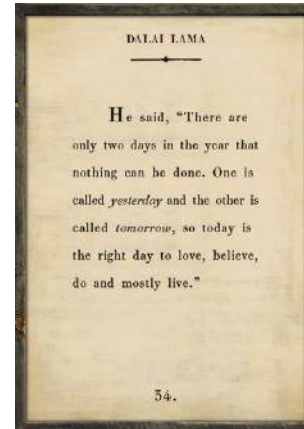 DALAI LAMA
He said, “There are
only two days in the year that
nothing can be done. One is
called yesterday and the other is
called tomorrow, so today is
the right day to love, believe,
do and mostly live.”
34.